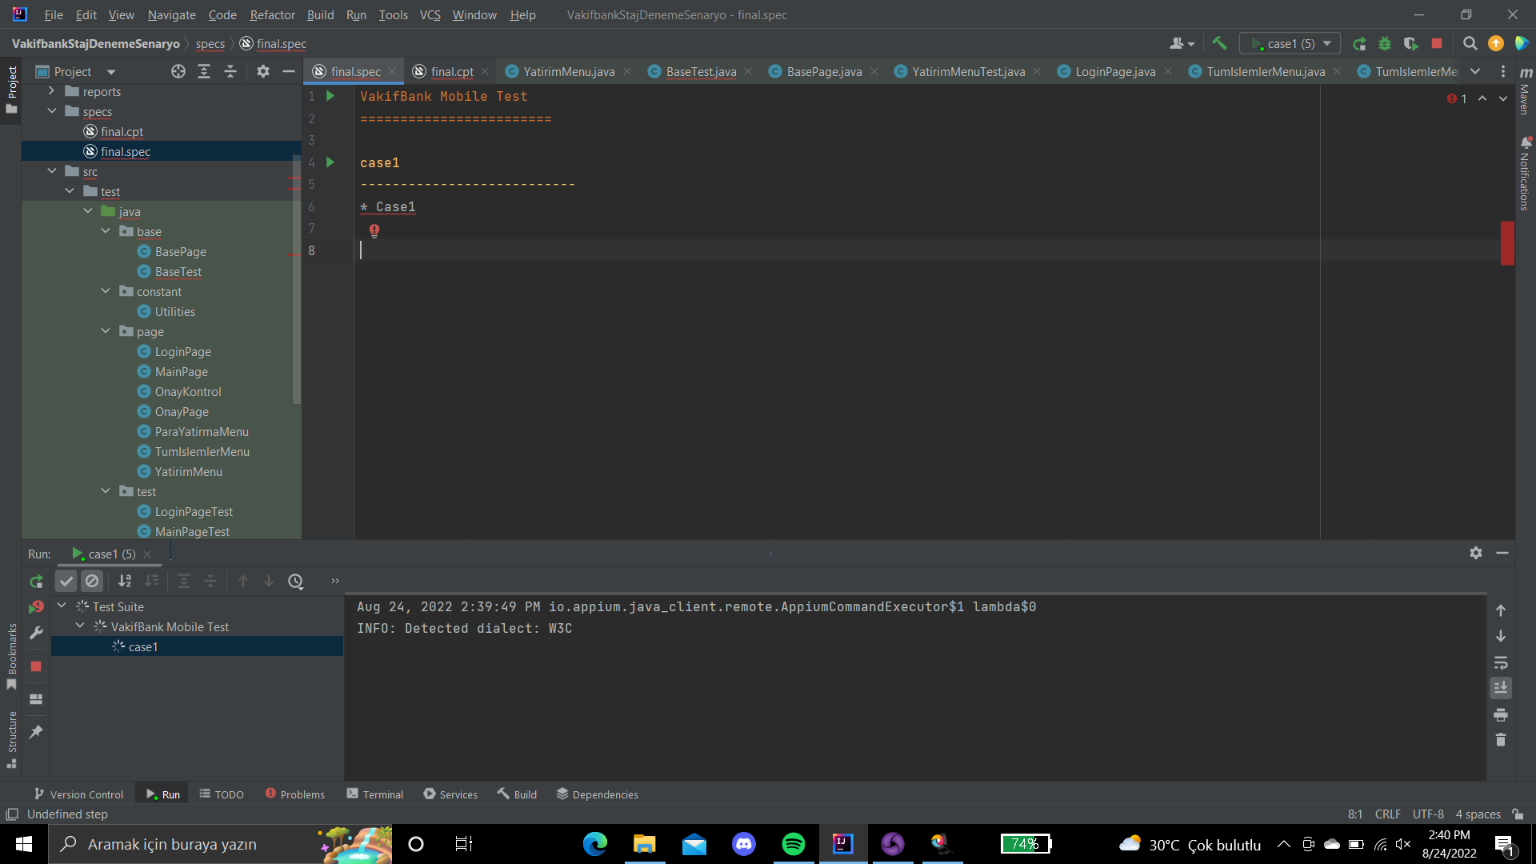 File Edit View Navigate Code Refactor Build Run Tools VCS Window Help VakifbankStajDenemeSenaryo - final.spec
VakifbankStajDenemeSenaryo specs final.spec case1 (5)
Project final.spec final.cpt YatirimMenu.java BaseTest.java BasePage.java YatirimMenuTest.java LoginPage.java TumIslemlerMenu.java TumIslemlerMe
Project
Maven
Notifications
reports
specs
final.cpt
final.spec
src
test
java
base
BasePage
BaseTest
constant
Utilities
page
LoginPage
MainPage
OnayKontrol
OnayPage
ParaYatirmaMenu
TumIslemlerMenu
YatirimMenu
test
LoginPageTest
MainPageTest
1 VakifBank Mobile Test
2 ========================
3
4 case1
5 ---------------------------
6 * Case1
7
8
1
Run: case1 (5)
Test Suite
VakifBank Mobile Test
case1
Aug 24, 2022 2:39:49 PM io.appium.java_client.remote.AppiumCommandExecutor$1 lambda$0
INFO: Detected dialect: W3C
Bookmarks
Structure
Version Control Run TODO Problems Terminal Services Build Dependencies
Undefined step 8:1 CRLF UTF-8 4 spaces
Aramak için buraya yazın 74% 30°C Çok bulutlu 2:40 PM
8/24/2022 1